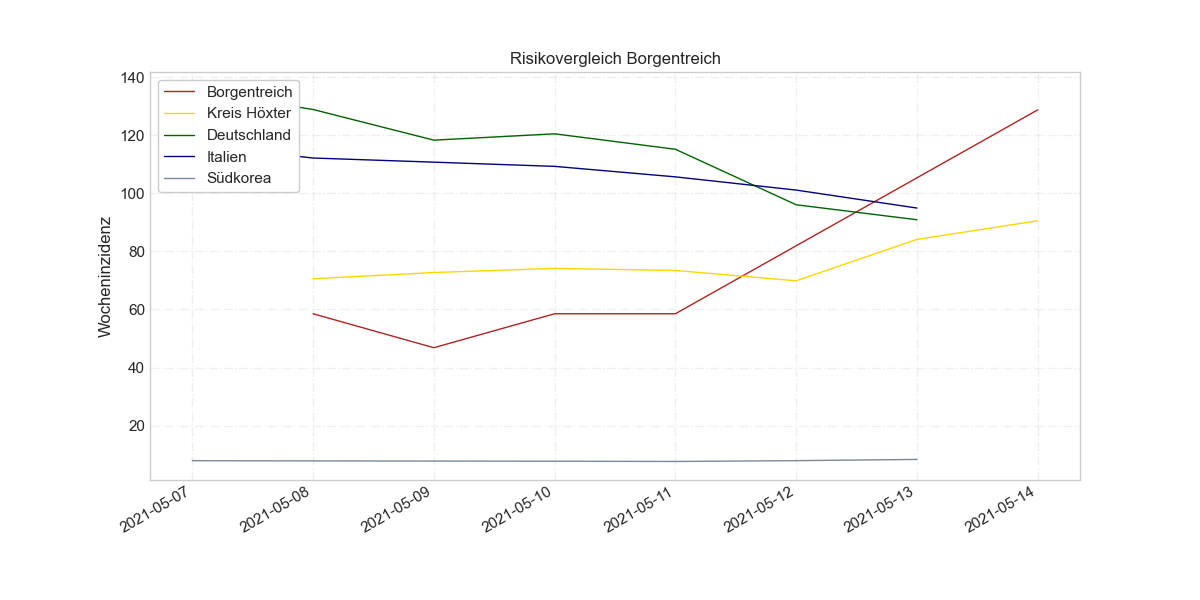 Risikovergleich Borgentreich
Borgentreich
Kreis Höxter
Deutschland
Italien
Südkorea
Wocheninzidenz
140
120
100
80
60
40
20
2021-05-07
2021-05-08
2021-05-09
2021-05-10
2021-05-11
2021-05-12
2021-05-13
2021-05-14